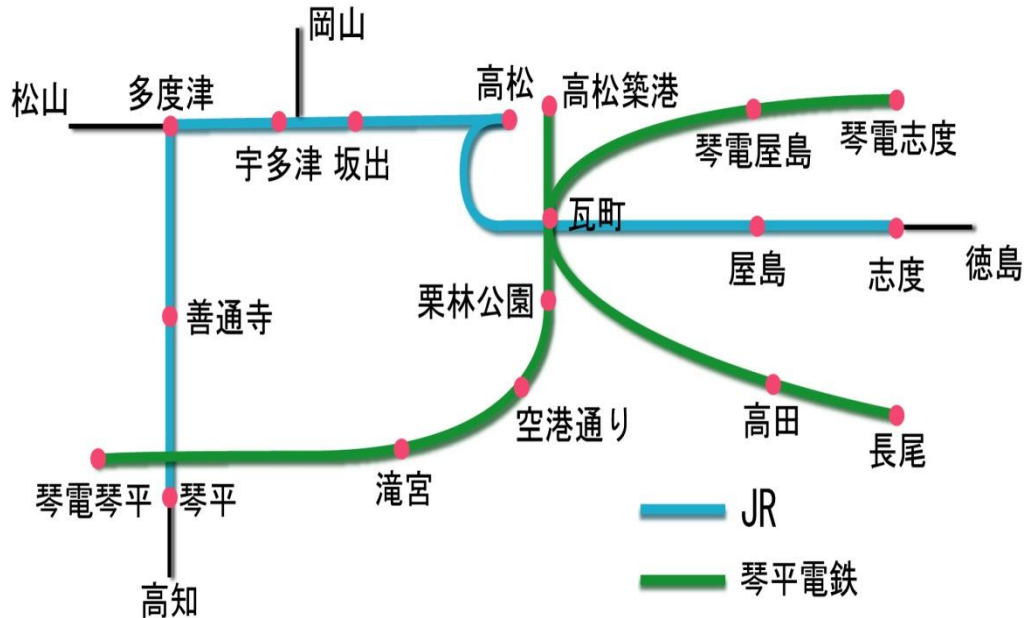 岡山
松山
多度津
高松
高松築港
宇多津
坂出
琴電屋島
琴電志度
瓦町
屋島
志度
徳島
栗林公園
善通寺
空港通り
高田
長尾
滝宮
琴電琴平
琴平
高知
JR
琴平電鉄